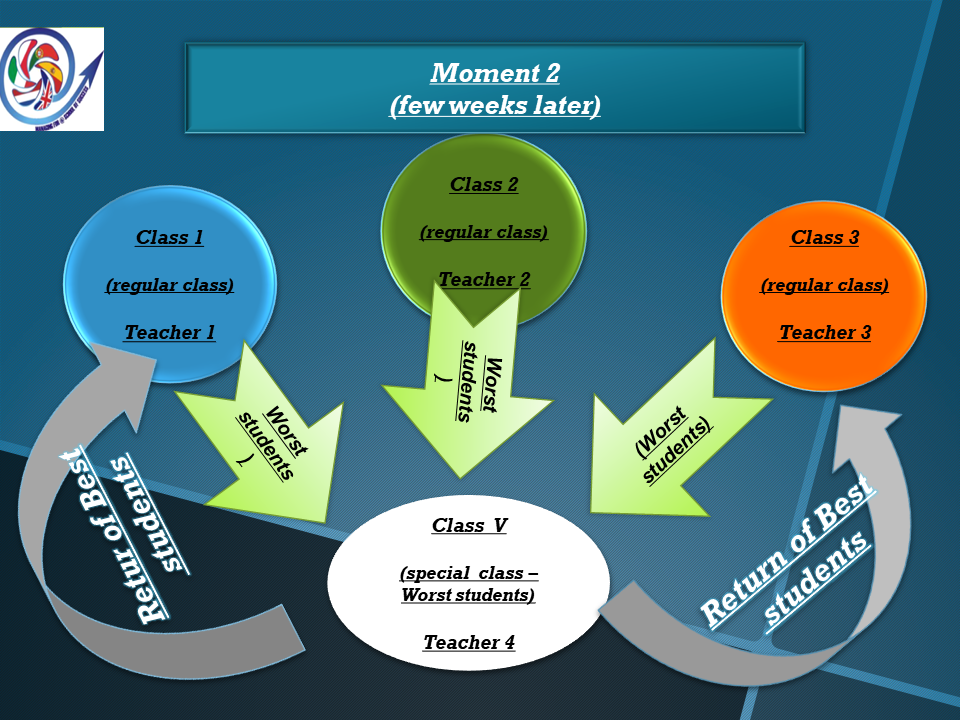 Moment 2
(few weeks later)
Class 2
(regular class)
Teacher 2
Class 1
(regular class)
Teacher 1
Class 3
(regular class)
Teacher 3
Worst
students
)
Worst
students
)
(Worst
students)
Retur of Best
students
Return of Best
students
Class V
(special class –
Worst students)
Teacher 4